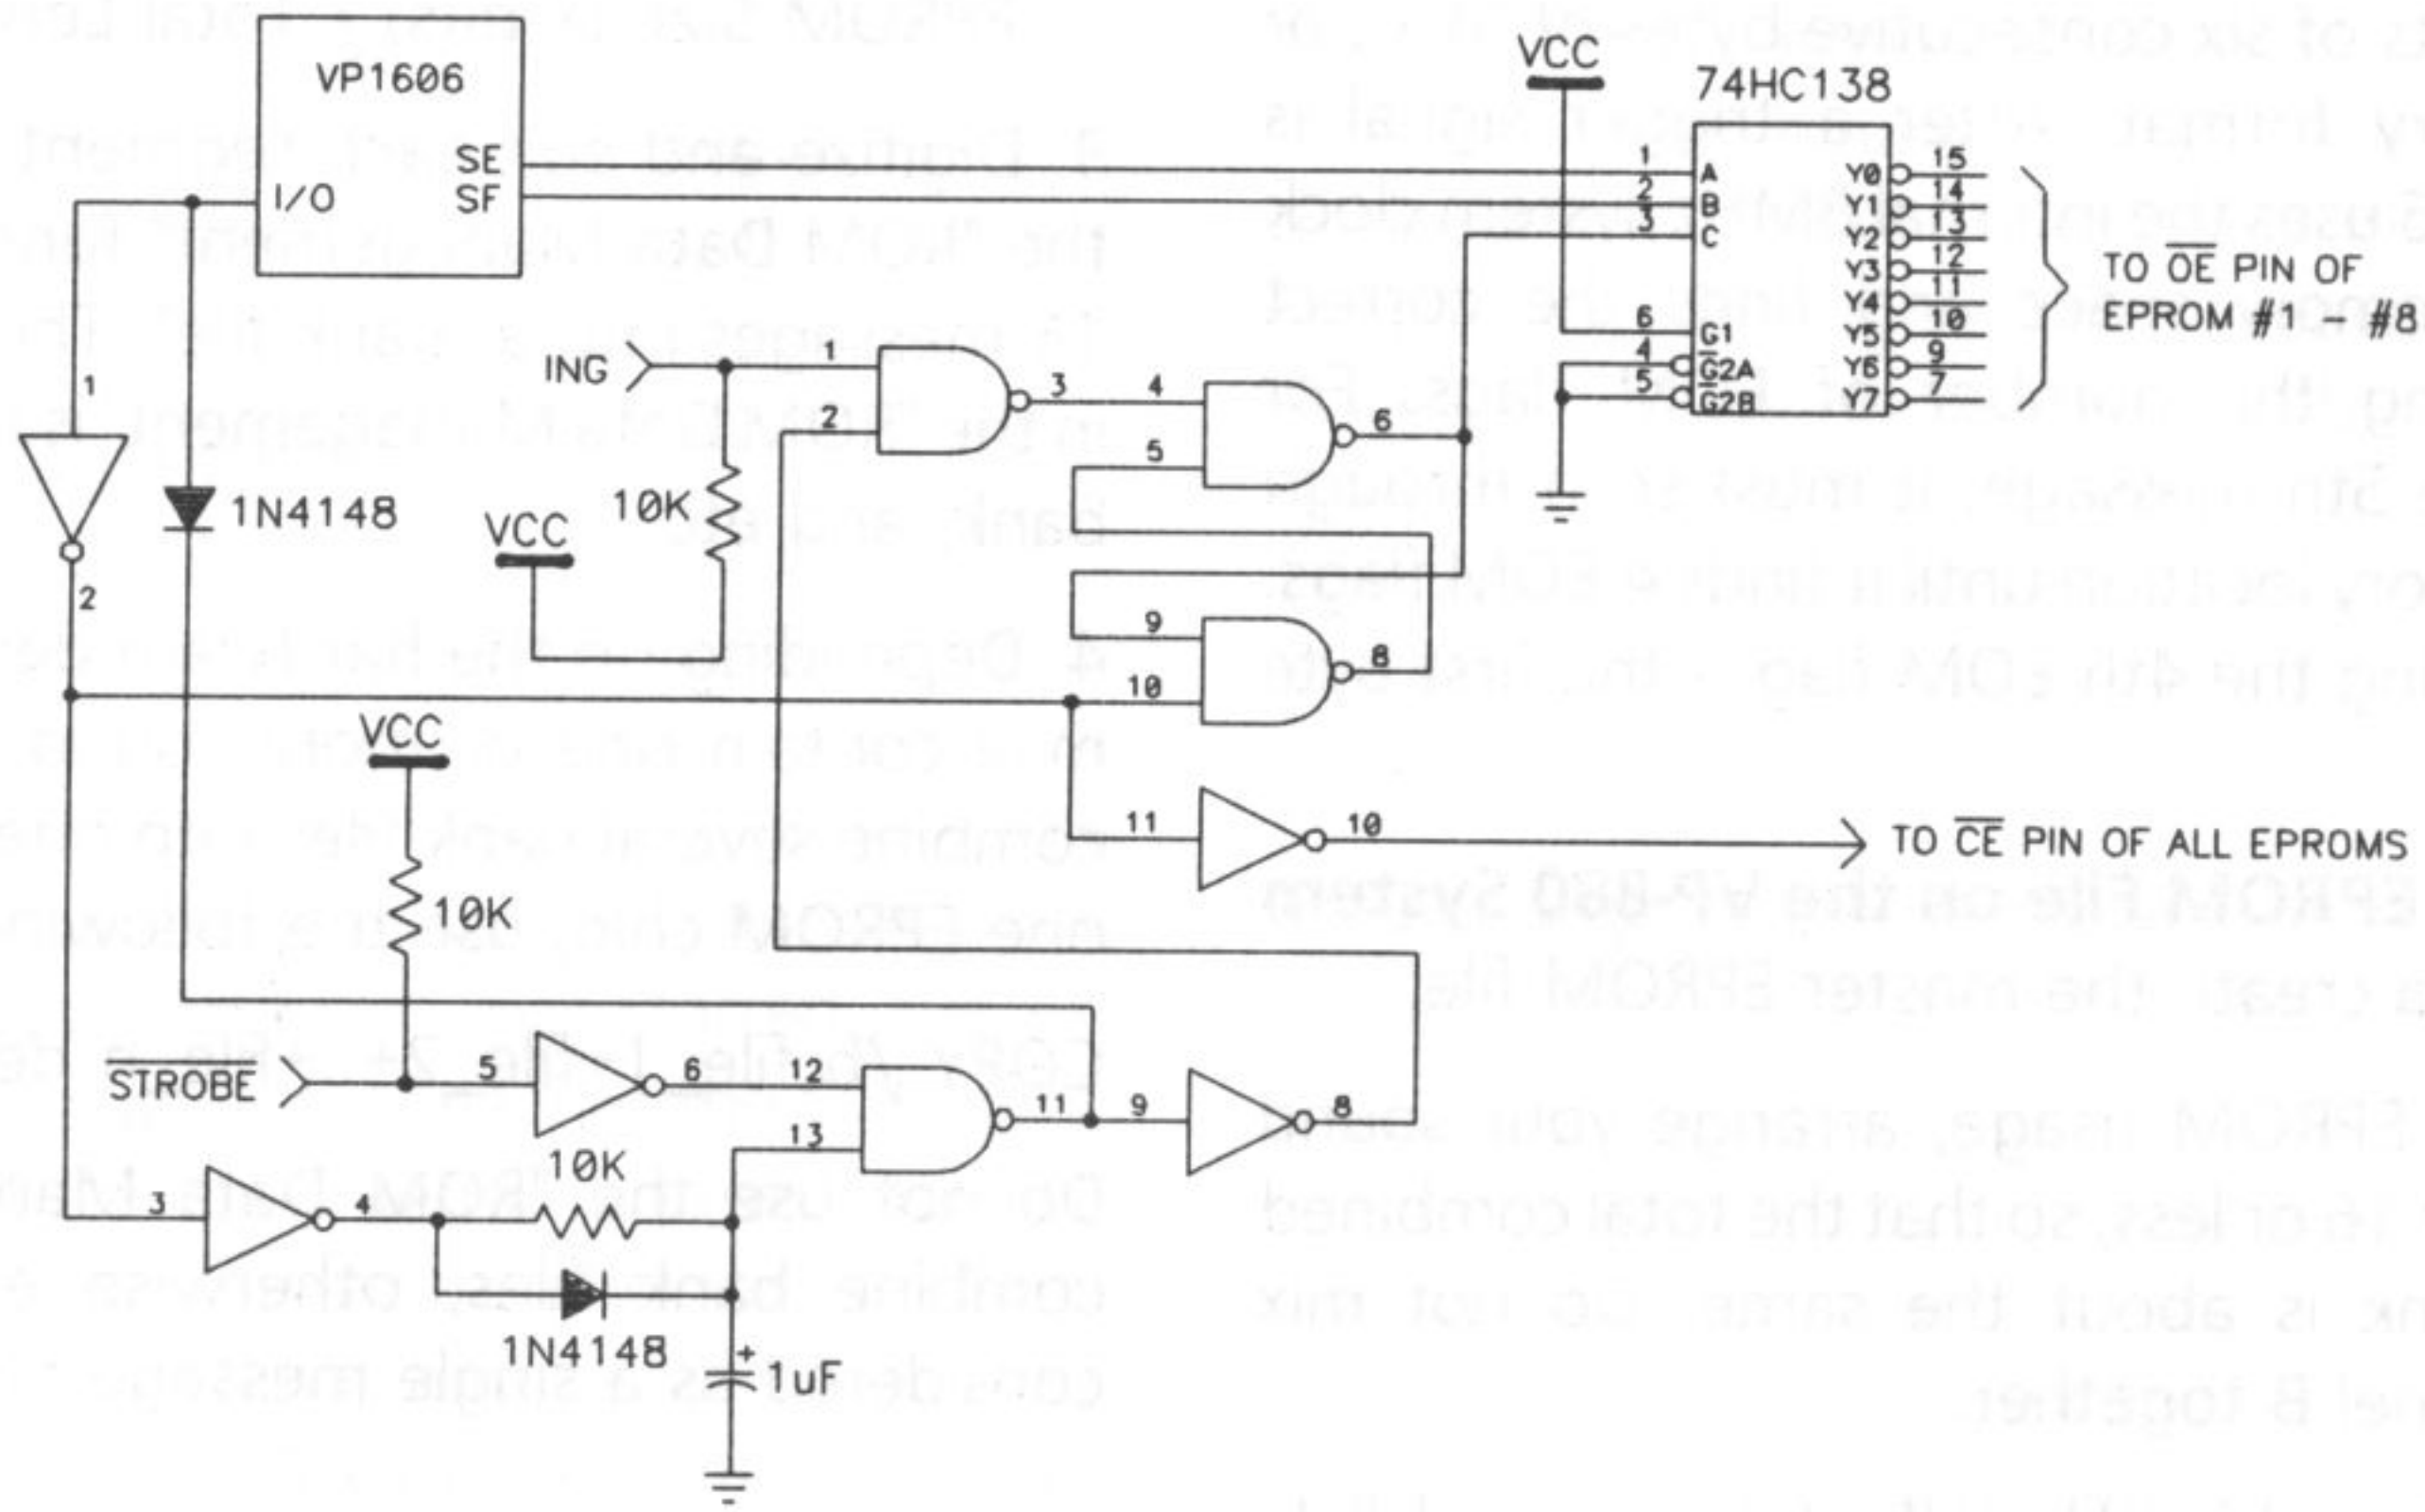 VP1606
SE
SF
I/O
VCC
74HC138
1 A
2 B
3 C
6 G1
4 G2A
5 G2B
Y0 15
Y1 14
Y2 13
Y3 12
Y4 11
Y5 10
Y6 9
Y7 7
TO OE PIN OF
EPROM #1 - #8
1
2
1N4148
ING
1
2
3
10K
VCC
4
5
6
9
10
8
11
10
TO CE PIN OF ALL EPROMS
VCC
10K
STROBE
5
6
12
13
11
9
8
3
4
10K
1N4148
+
1uF